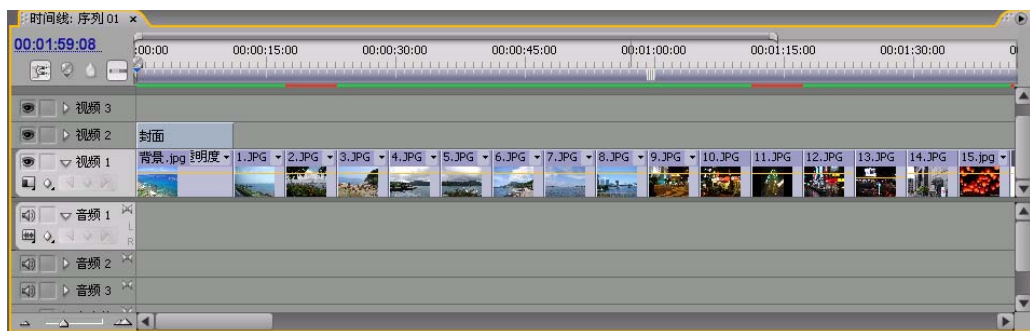 时间线: 序列 01 ×
00:01:59:08
:00:00 00:00:15:00 00:00:30:00 00:00:45:00 00:01:00:00 00:01:15:00 00:01:30:00 0
视频 3
视频 2 封面
视频 1 背景.jpg 透明度 1.JPG 2.JPG 3.JPG 4.JPG 5.JPG 6.JPG 7.JPG 8.JPG 9.JPG 10.JPG 11.JPG 12.JPG 13.JPG 14.JPG 15.jpg
音频 1
L
R
音频 2
音频 3